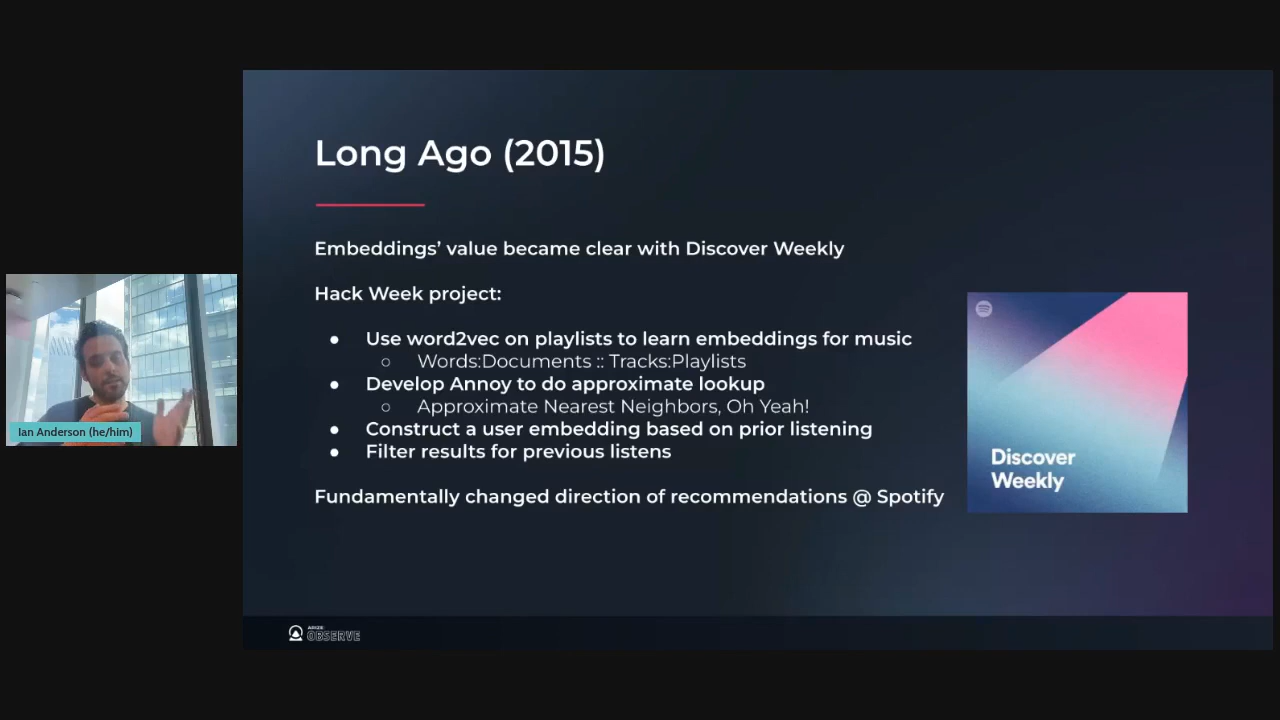 Long Ago (2015)
Embeddings' value became clear with Discover Weekly
Hack Week project:
● Use word2vec on playlists to learn embeddings for music
○ Words:Documents :: Tracks:Playlists
● Develop Annoy to do approximate lookup
○ Approximate Nearest Neighbors, Oh Yeah!
● Construct a user embedding based on prior listening
● Filter results for previous listens
Fundamentally changed direction of recommendations @ Spotify
Discover
Weekly
Ian Anderson (he/him)
ARIZE
OBSERVE